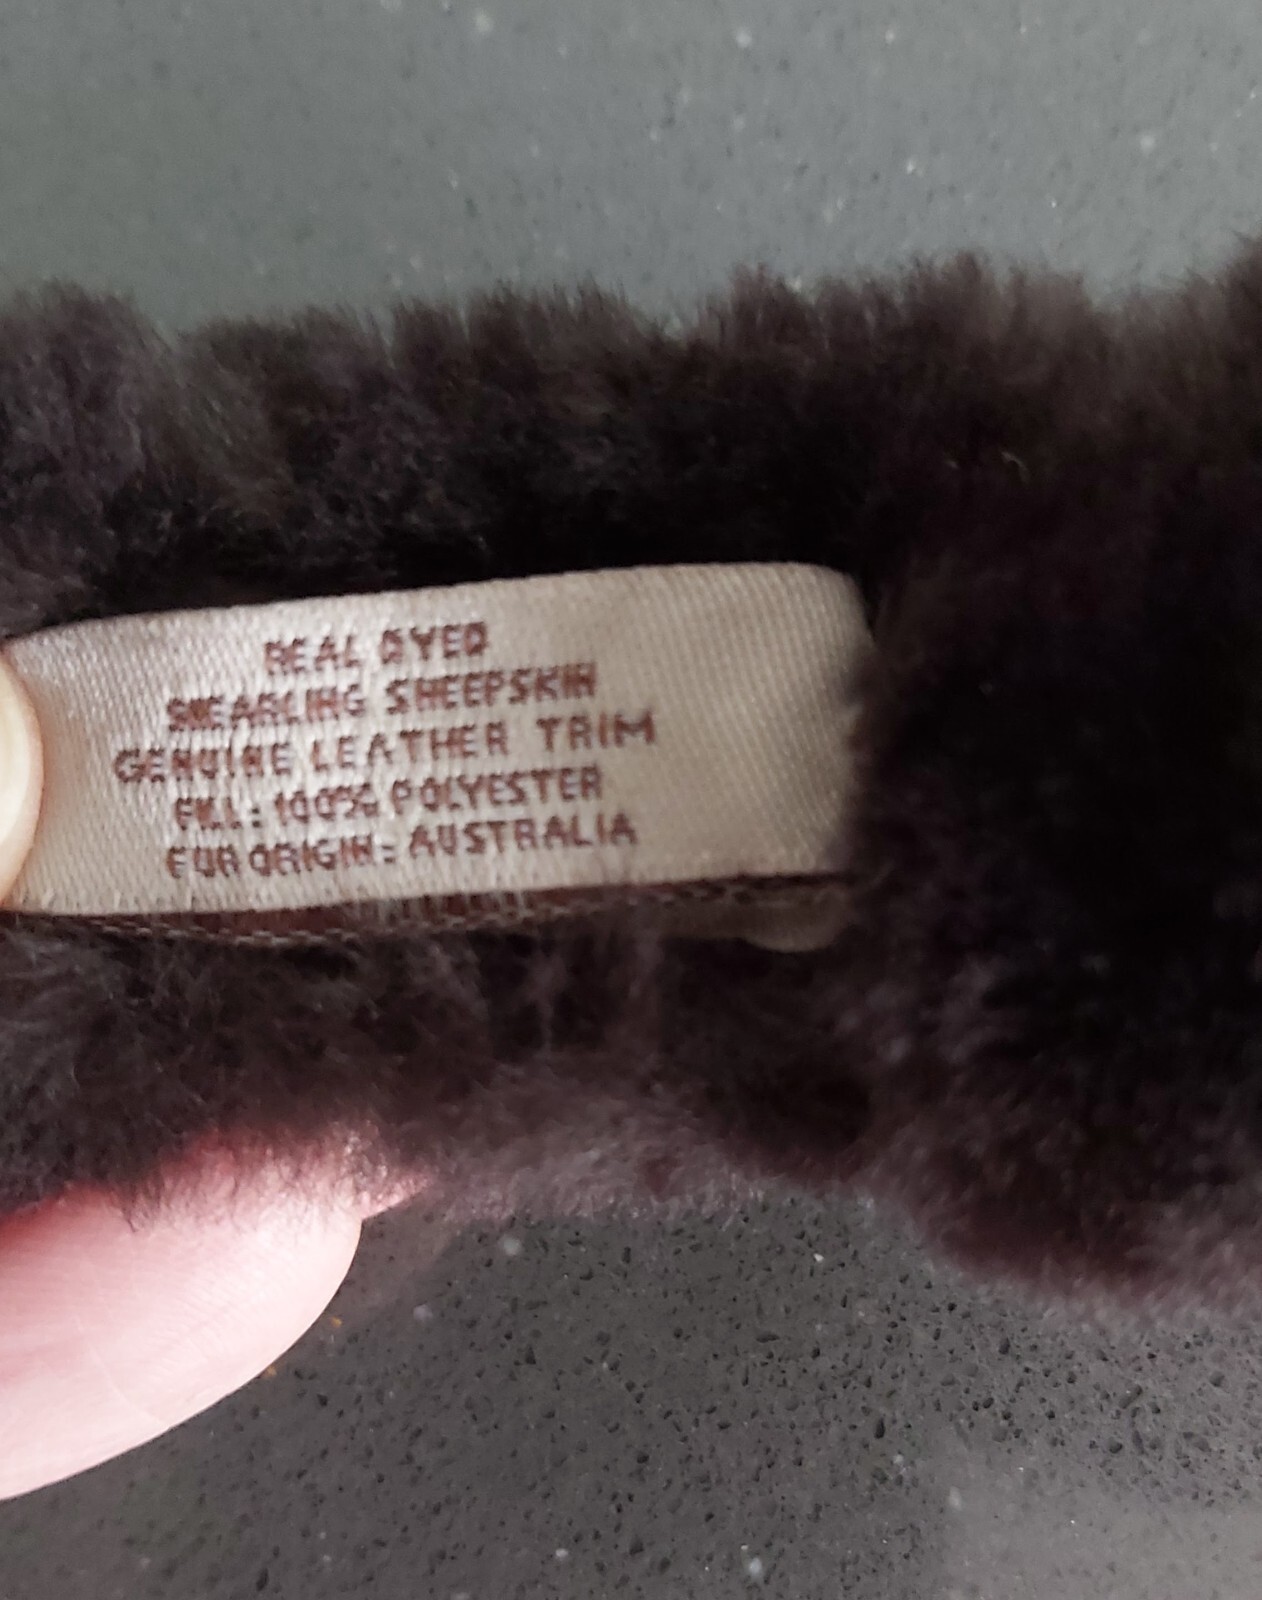 REAL DYED
SHEARLING SHEEPSKIN
GENUINE LEATHER TRIM
FILL: 100% POLYESTER
FUR ORIGIN: AUSTRALIA